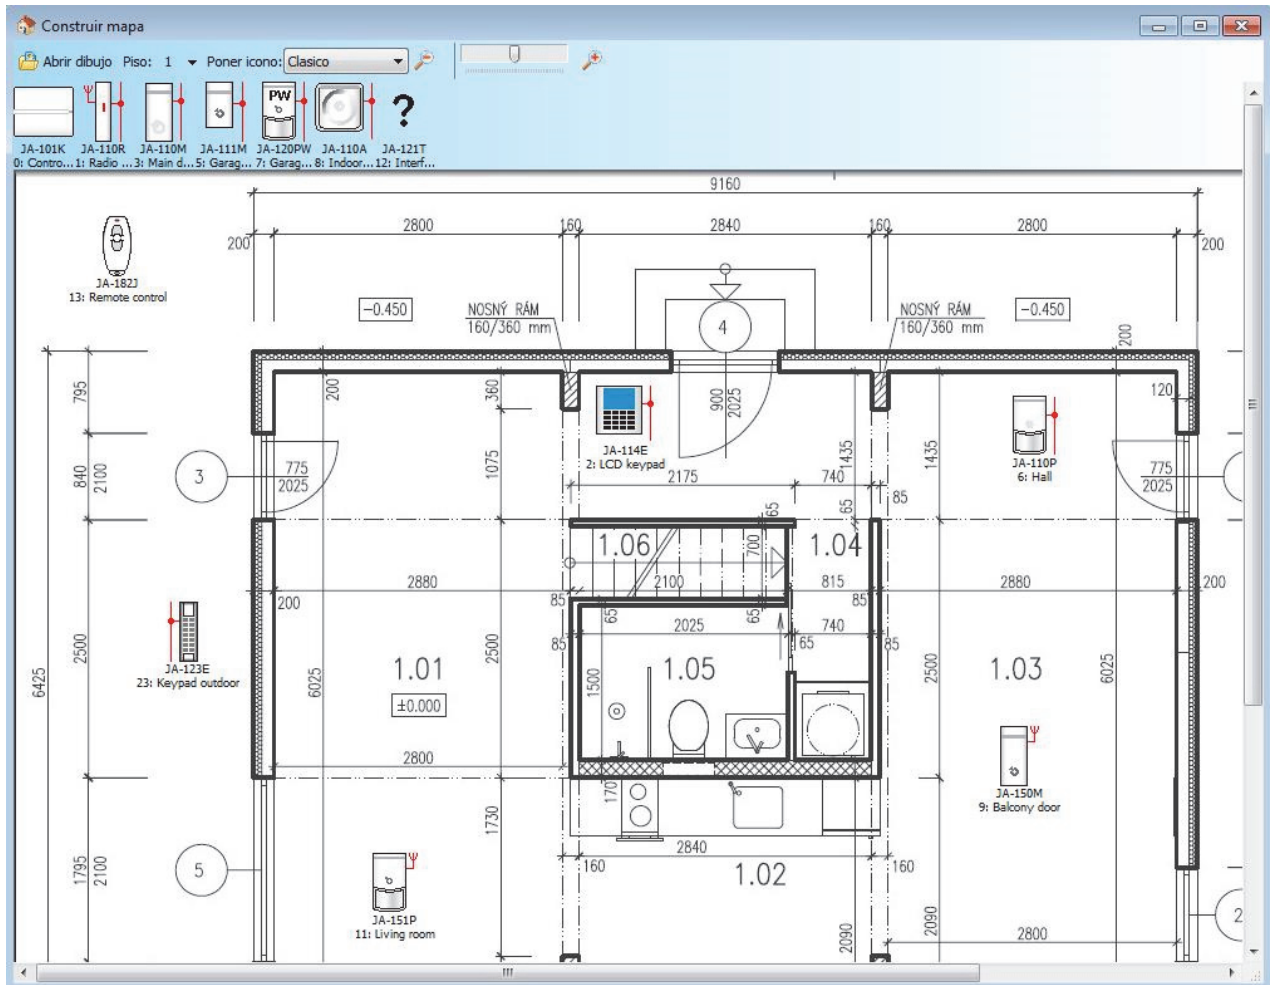 Construir mapa
Abrir dibujo Piso: 1 Poner icono: Clasico
PW
?
JA-101K JA-110R JA-110M JA-111M JA-120PW JA-110A JA-121T
0: Contro... 1: Radio ... 3: Main d... 5: Garag... 7: Garag... 8: Indoor... 12: Interf...
9160
2800 160 2840 160 2800
200 200
JA-182J
13: Remote control
-0.450 NOSNÝ RÁM NOSNÝ RÁM -0.450
160/360 mm 4 160/360 mm
200
795 200 360 900 2025 120
JA-114E
2: LCD keypad
JA-110P
6: Hall
3 775 775
2025 2025
840 2100 1075 1435 1435
2175 740
85
65 65
1.06 700 1.04
2880 2100 815 2880 200
200 85 65 65 85
2025 740
85 65 85
JA-123E
23: Keypad outdoor
6425 2500 6025 2500 1500 2500 6025
1.01 1.05 1.03
±0.000
2800
JA-150M
9: Balcony door
170
1730
2840
160 1.02 160
5 1795 2100
JA-151P
11: Living room
2090 2090 2800
2